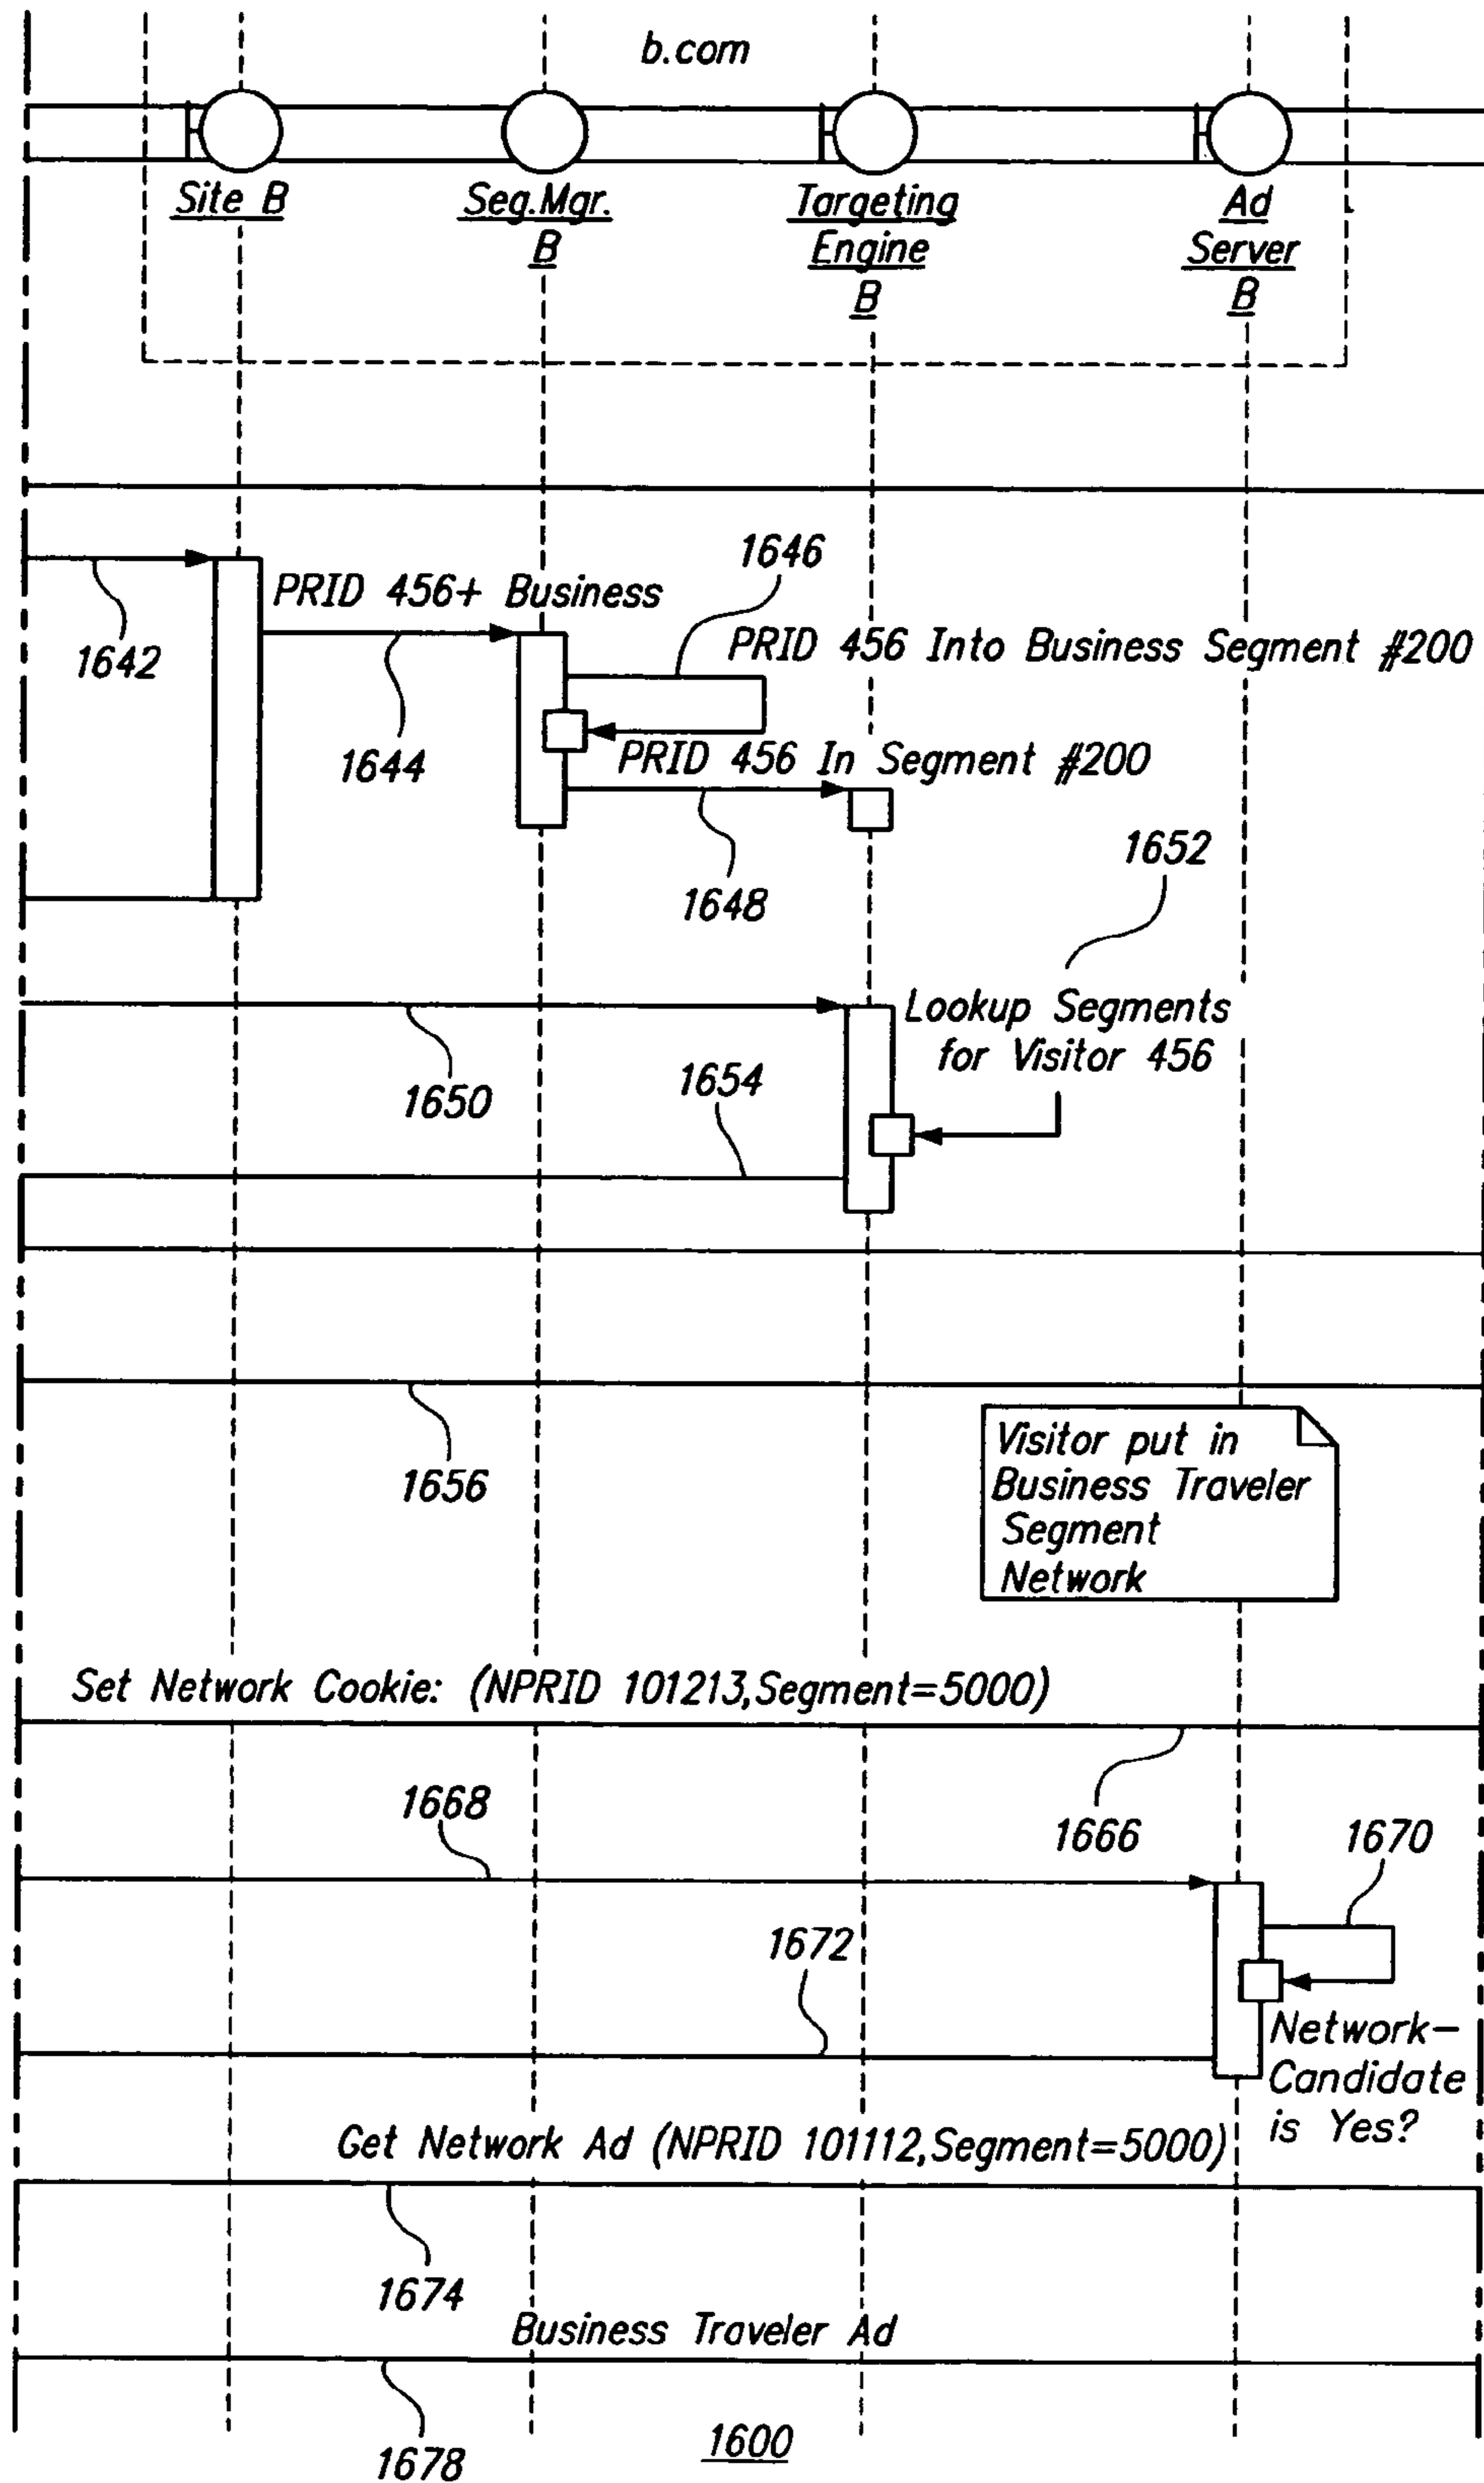 b.com
Site B
Seg.Mgr.
B
Targeting
Engine
B
Ad
Server
B
1646
PRID 456+ Business
PRID 456 Into Business Segment #200
1642
1644
PRID 456 In Segment #200
1652
1648
Lookup Segments
for Visitor 456
1654
1650
Visitor put in
Business Traveler
Segment
Network
1656
Set Network Cookie: (NPRID 101213,Segment=5000)
1668
1666
1670
1672
Network-
Candidate
is Yes?
Get Network Ad (NPRID 101112,Segment=5000)
1674
Business Traveler Ad
1600
1678